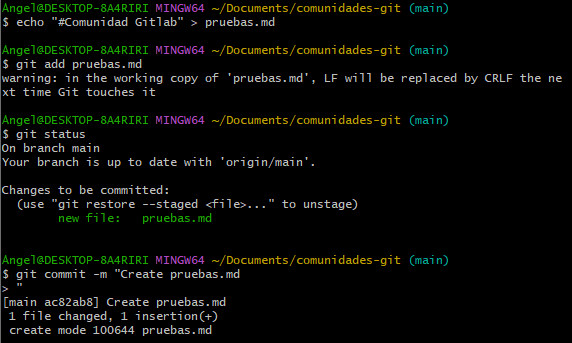 Angel@DESKTOP-8A4RIRI MINGW64 ~/Documents/comunidades-git (main)
$ echo "#Comunidad Gitlab" > pruebas.md
Angel@DESKTOP-8A4RIRI MINGW64 ~/Documents/comunidades-git (main)
$ git add pruebas.md
warning: in the working copy of 'pruebas.md', LF will be replaced by CRLF the ne
xt time Git touches it
Angel@DESKTOP-8A4RIRI MINGW64 ~/Documents/comunidades-git (main)
$ git status
On branch main
Your branch is up to date with 'origin/main'.
Changes to be committed:
  (use "git restore --staged <file>..." to unstage)
        new file:   pruebas.md
Angel@DESKTOP-8A4RIRI MINGW64 ~/Documents/comunidades-git (main)
$ git commit -m "Create pruebas.md
> "
[main ac82ab8] Create pruebas.md
 1 file changed, 1 insertion(+)
 create mode 100644 pruebas.md